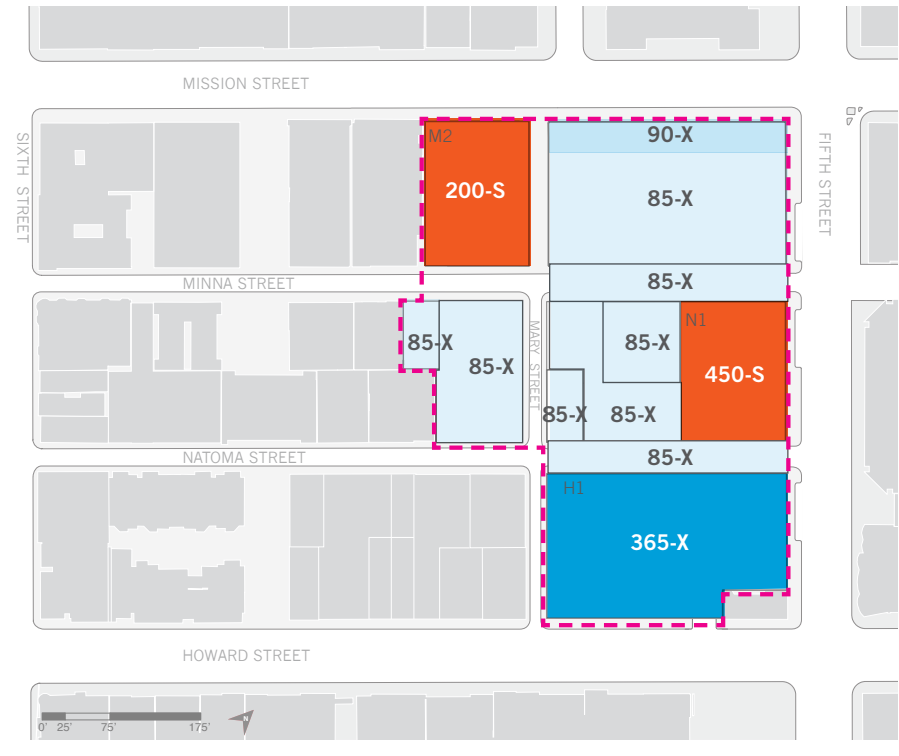 MISSION STREET
SIXTH STREET
M2
200-S
90-X
85-X
FIFTH STREET
MINNA STREET
85-X
85-X
85-X
MARY STREET
85-X
N1
450-S
85-X
85-X
NATOMA STREET
85-X
H1
365-X
HOWARD STREET
0' 25' 75' 175'
N